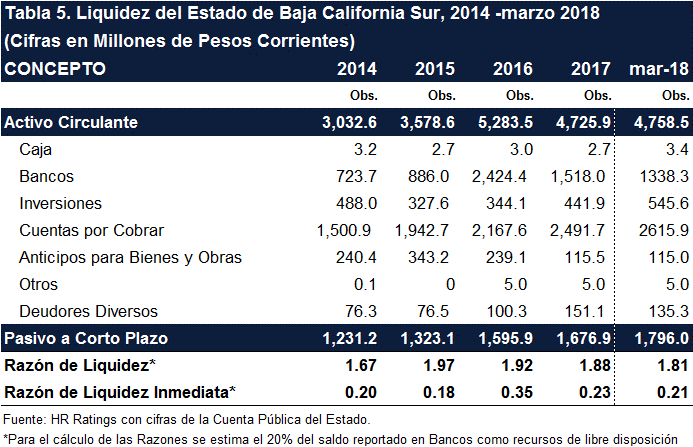 Tabla 5. Liquidez del Estado de Baja California Sur, 2014 -marzo 2018
(Cifras en Millones de Pesos Corrientes)
CONCEPTO 2014 2015 2016 2017 mar-18
Obs. Obs. Obs. Obs. Obs.
Activo Circulante 3,032.6 3,578.6 5,283.5 4,725.9 4,758.5
Caja 3.2 2.7 3.0 2.7 3.4
Bancos 723.7 886.0 2,424.4 1,518.0 1338.3
Inversiones 488.0 327.6 344.1 441.9 545.6
Cuentas por Cobrar 1,500.9 1,942.7 2,167.6 2,491.7 2615.9
Anticipos para Bienes y Obras 240.4 343.2 239.1 115.5 115.0
Otros 0.1 0 5.0 5.0 5.0
Deudores Diversos 76.3 76.5 100.3 151.1 135.3
Pasivo a Corto Plazo 1,231.2 1,323.1 1,595.9 1,676.9 1,796.0
Razón de Liquidez* 1.67 1.97 1.92 1.88 1.81
Razón de Liquidez Inmediata* 0.20 0.18 0.35 0.23 0.21
Fuente: HR Ratings con cifras de la Cuenta Pública del Estado.
*Para el cálculo de las Razones se estima el 20% del saldo reportado en Bancos como recursos de libre disposición